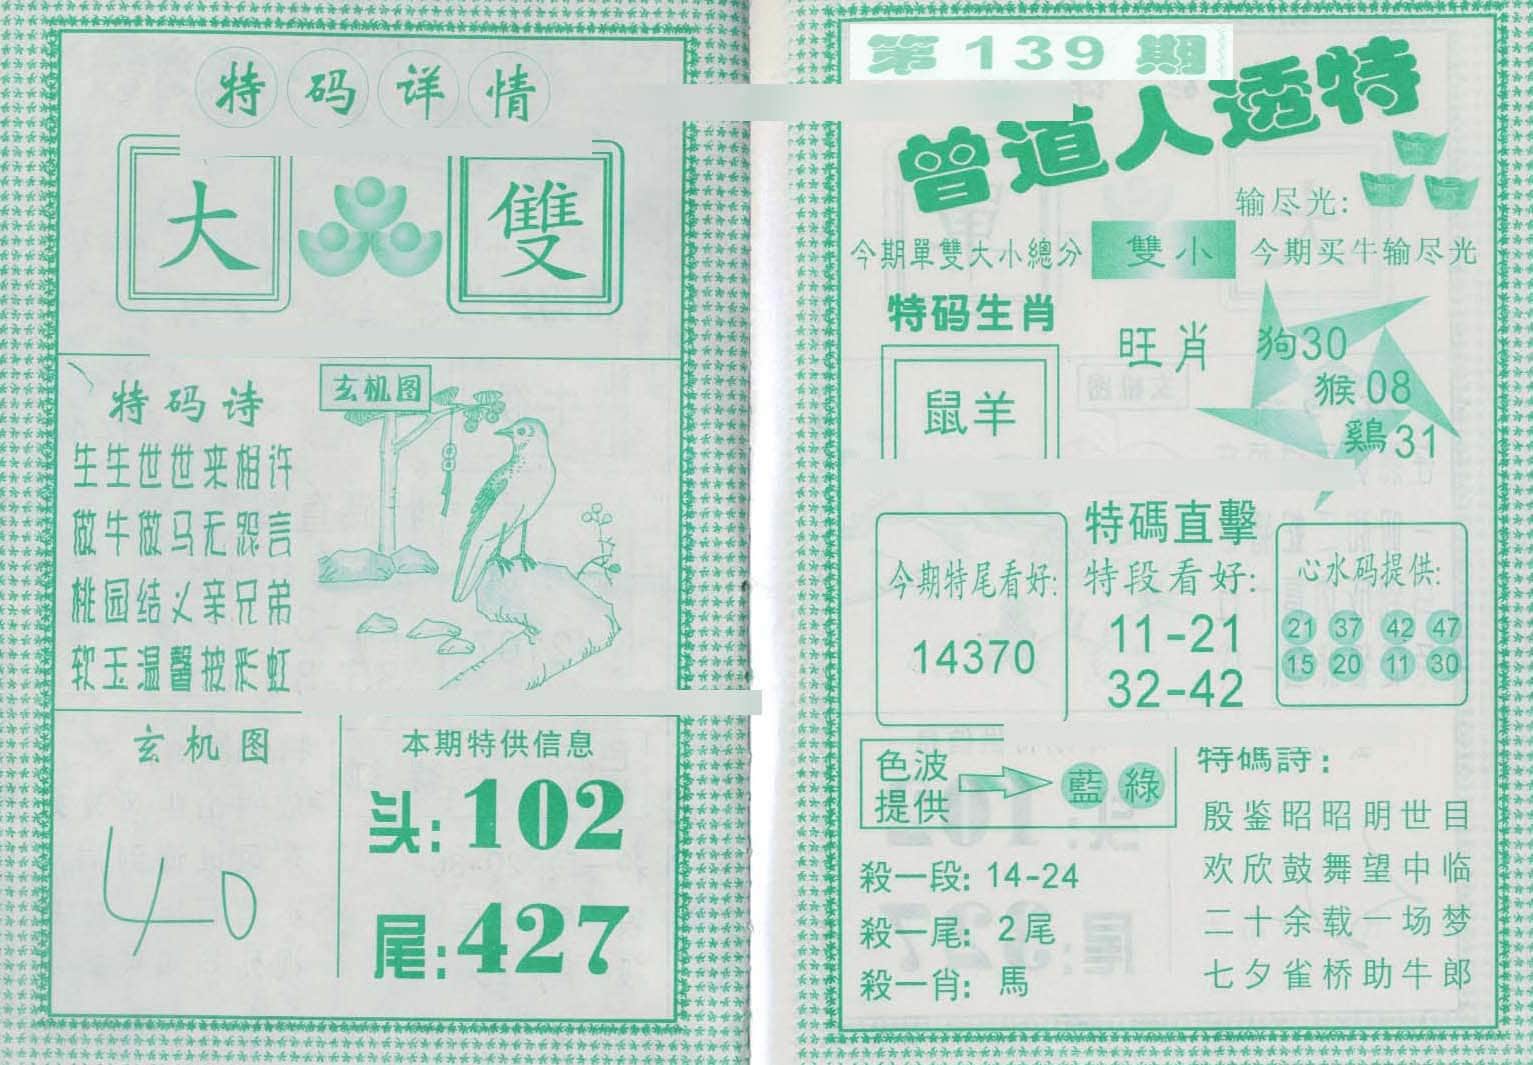 特码详情
大
雙
特码诗
生生世世来相许
做牛做马无怨言
桃园结义亲兄弟
软玉温馨披彩虹
玄机图
玄机图
40
本期特供信息
头:102
尾:427
第139期
曾道人透特
输尽光:
今期單雙大小總分
雙小
今期买牛输尽光
特码生肖
鼠羊
旺肖
狗30
猴08
鷄31
今期特尾看好:
14370
特碼直擊
特段看好:
11-21
32-42
心水码提供:
21 37 42 47
15 20 11 30
色波
提供
藍綠
殺一段: 14-24
殺一尾: 2尾
殺一肖: 馬
特碼詩:
殷鉴昭昭明世目
欢欣鼓舞望中临
二十余载一场梦
七夕雀桥助牛郎